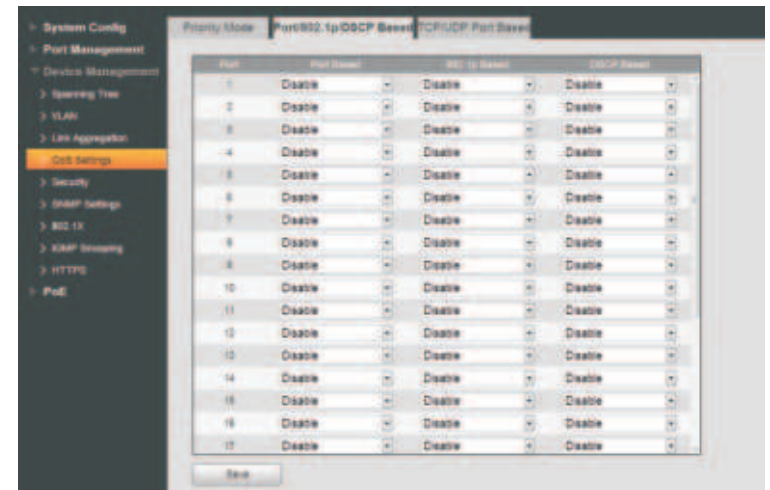 System Config
Port Management
Device Management
Spanning Tree
VLAN
Link Aggregation
QoS Settings
Security
SNMP Settings
802.1X
IGMP Snooping
HTTPS
PoE
Priority Mode Port/802.1p/DSCP Based TCP/UDP Port Based
Port Port Based 802.1p Based DSCP Based
1 Disable Disable Disable
2 Disable Disable Disable
3 Disable Disable Disable
4 Disable Disable Disable
5 Disable Disable Disable
6 Disable Disable Disable
7 Disable Disable Disable
8 Disable Disable Disable
9 Disable Disable Disable
10 Disable Disable Disable
11 Disable Disable Disable
12 Disable Disable Disable
13 Disable Disable Disable
14 Disable Disable Disable
15 Disable Disable Disable
16 Disable Disable Disable
17 Disable Disable Disable
Save